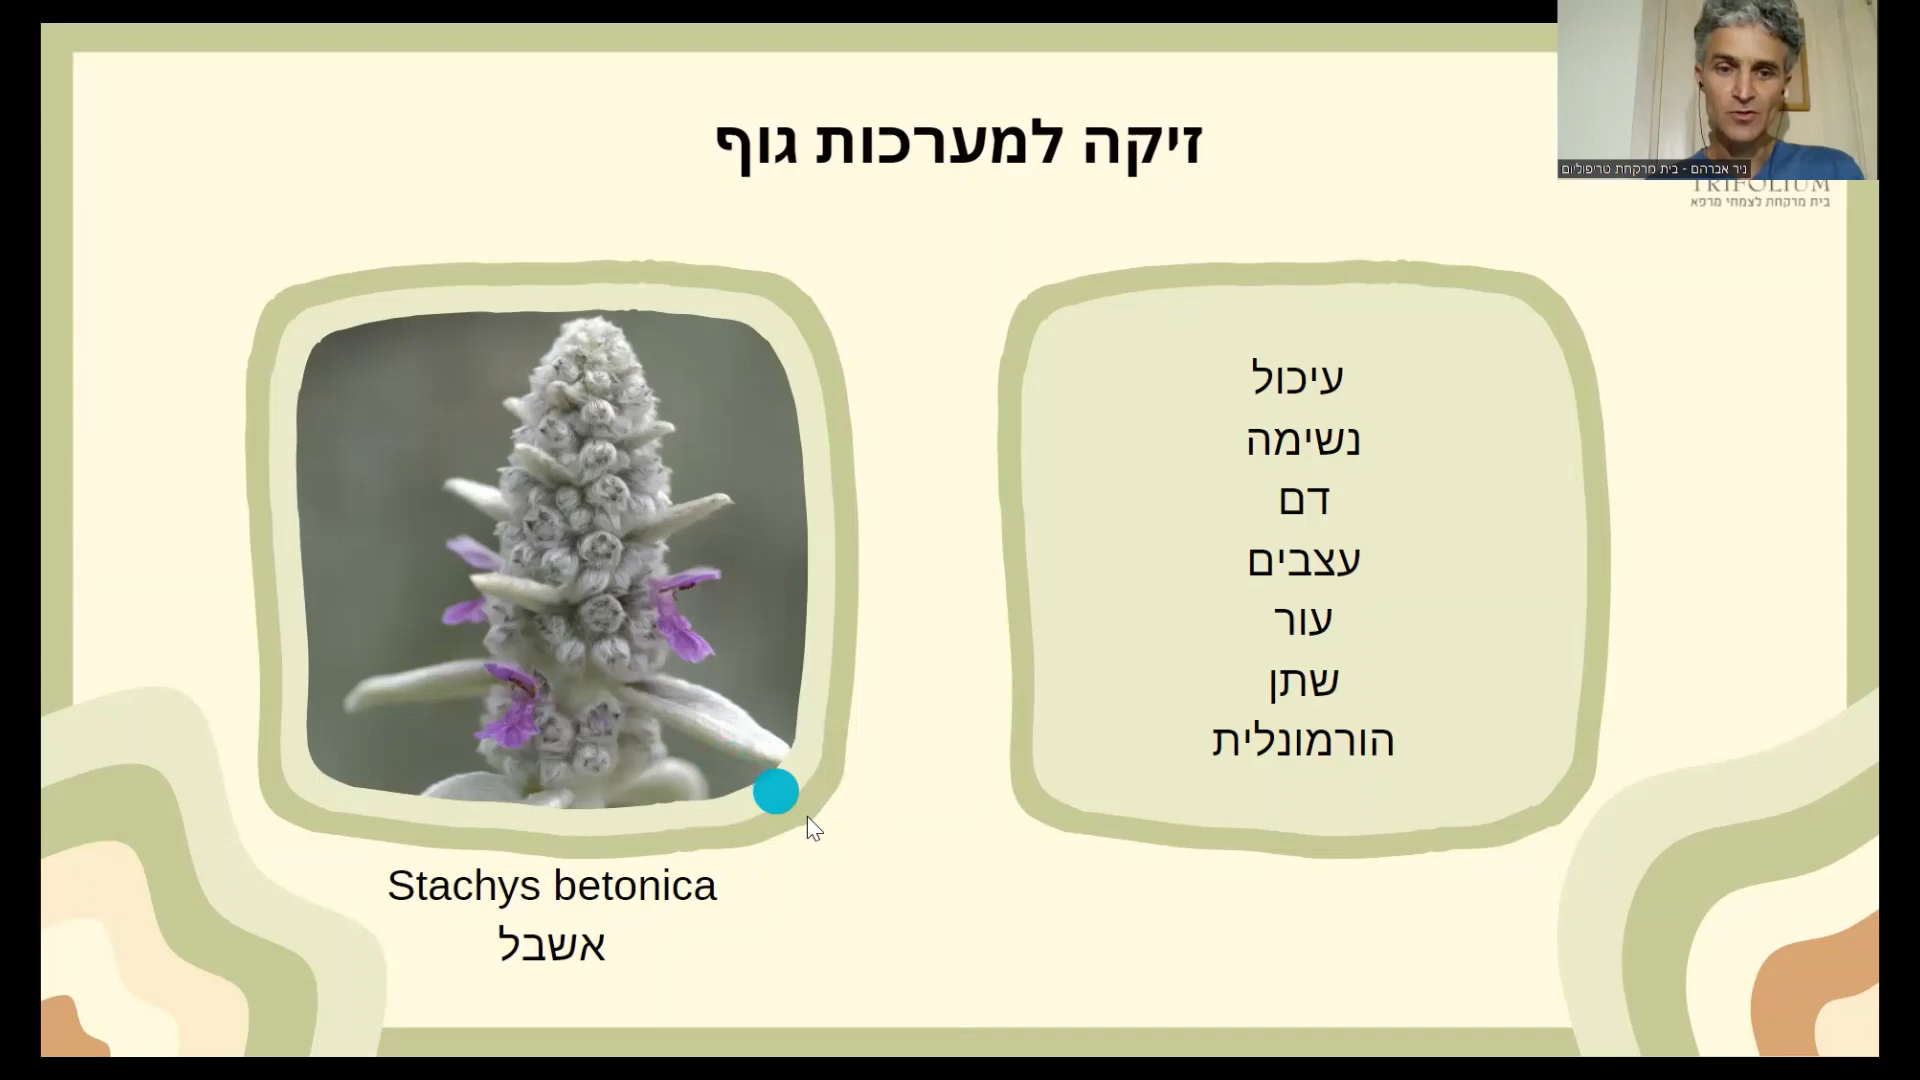 זיקה למערכות גוף
ניר אברהם - בית מרקחת טריפוליום
TRIFOLIUM
בית מרקחת לצמחי מרפא
עיכול
נשימה
דם
עצבים
עור
שתן
הורמונלית
Stachys betonica
אשבל